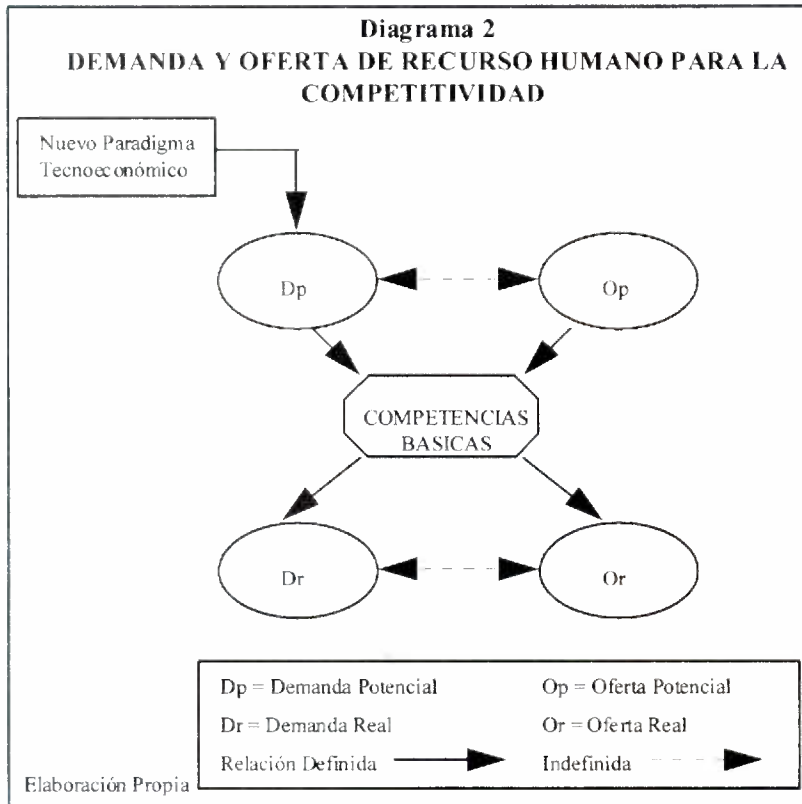 Diagrama 2
DEMANDA Y OFERTA DE RECURSO HUMANO PARA LA
COMPETITIVIDAD
Nuevo Paradigma
Tecnoeconómico
Dp
Op
COMPETENCIAS
BASICAS
Dr
Or
Dp = Demanda Potencial
Op = Oferta Potencial
Dr = Demanda Real
Or = Oferta Real
Relación Definida
Indefinida
Elaboración Propia